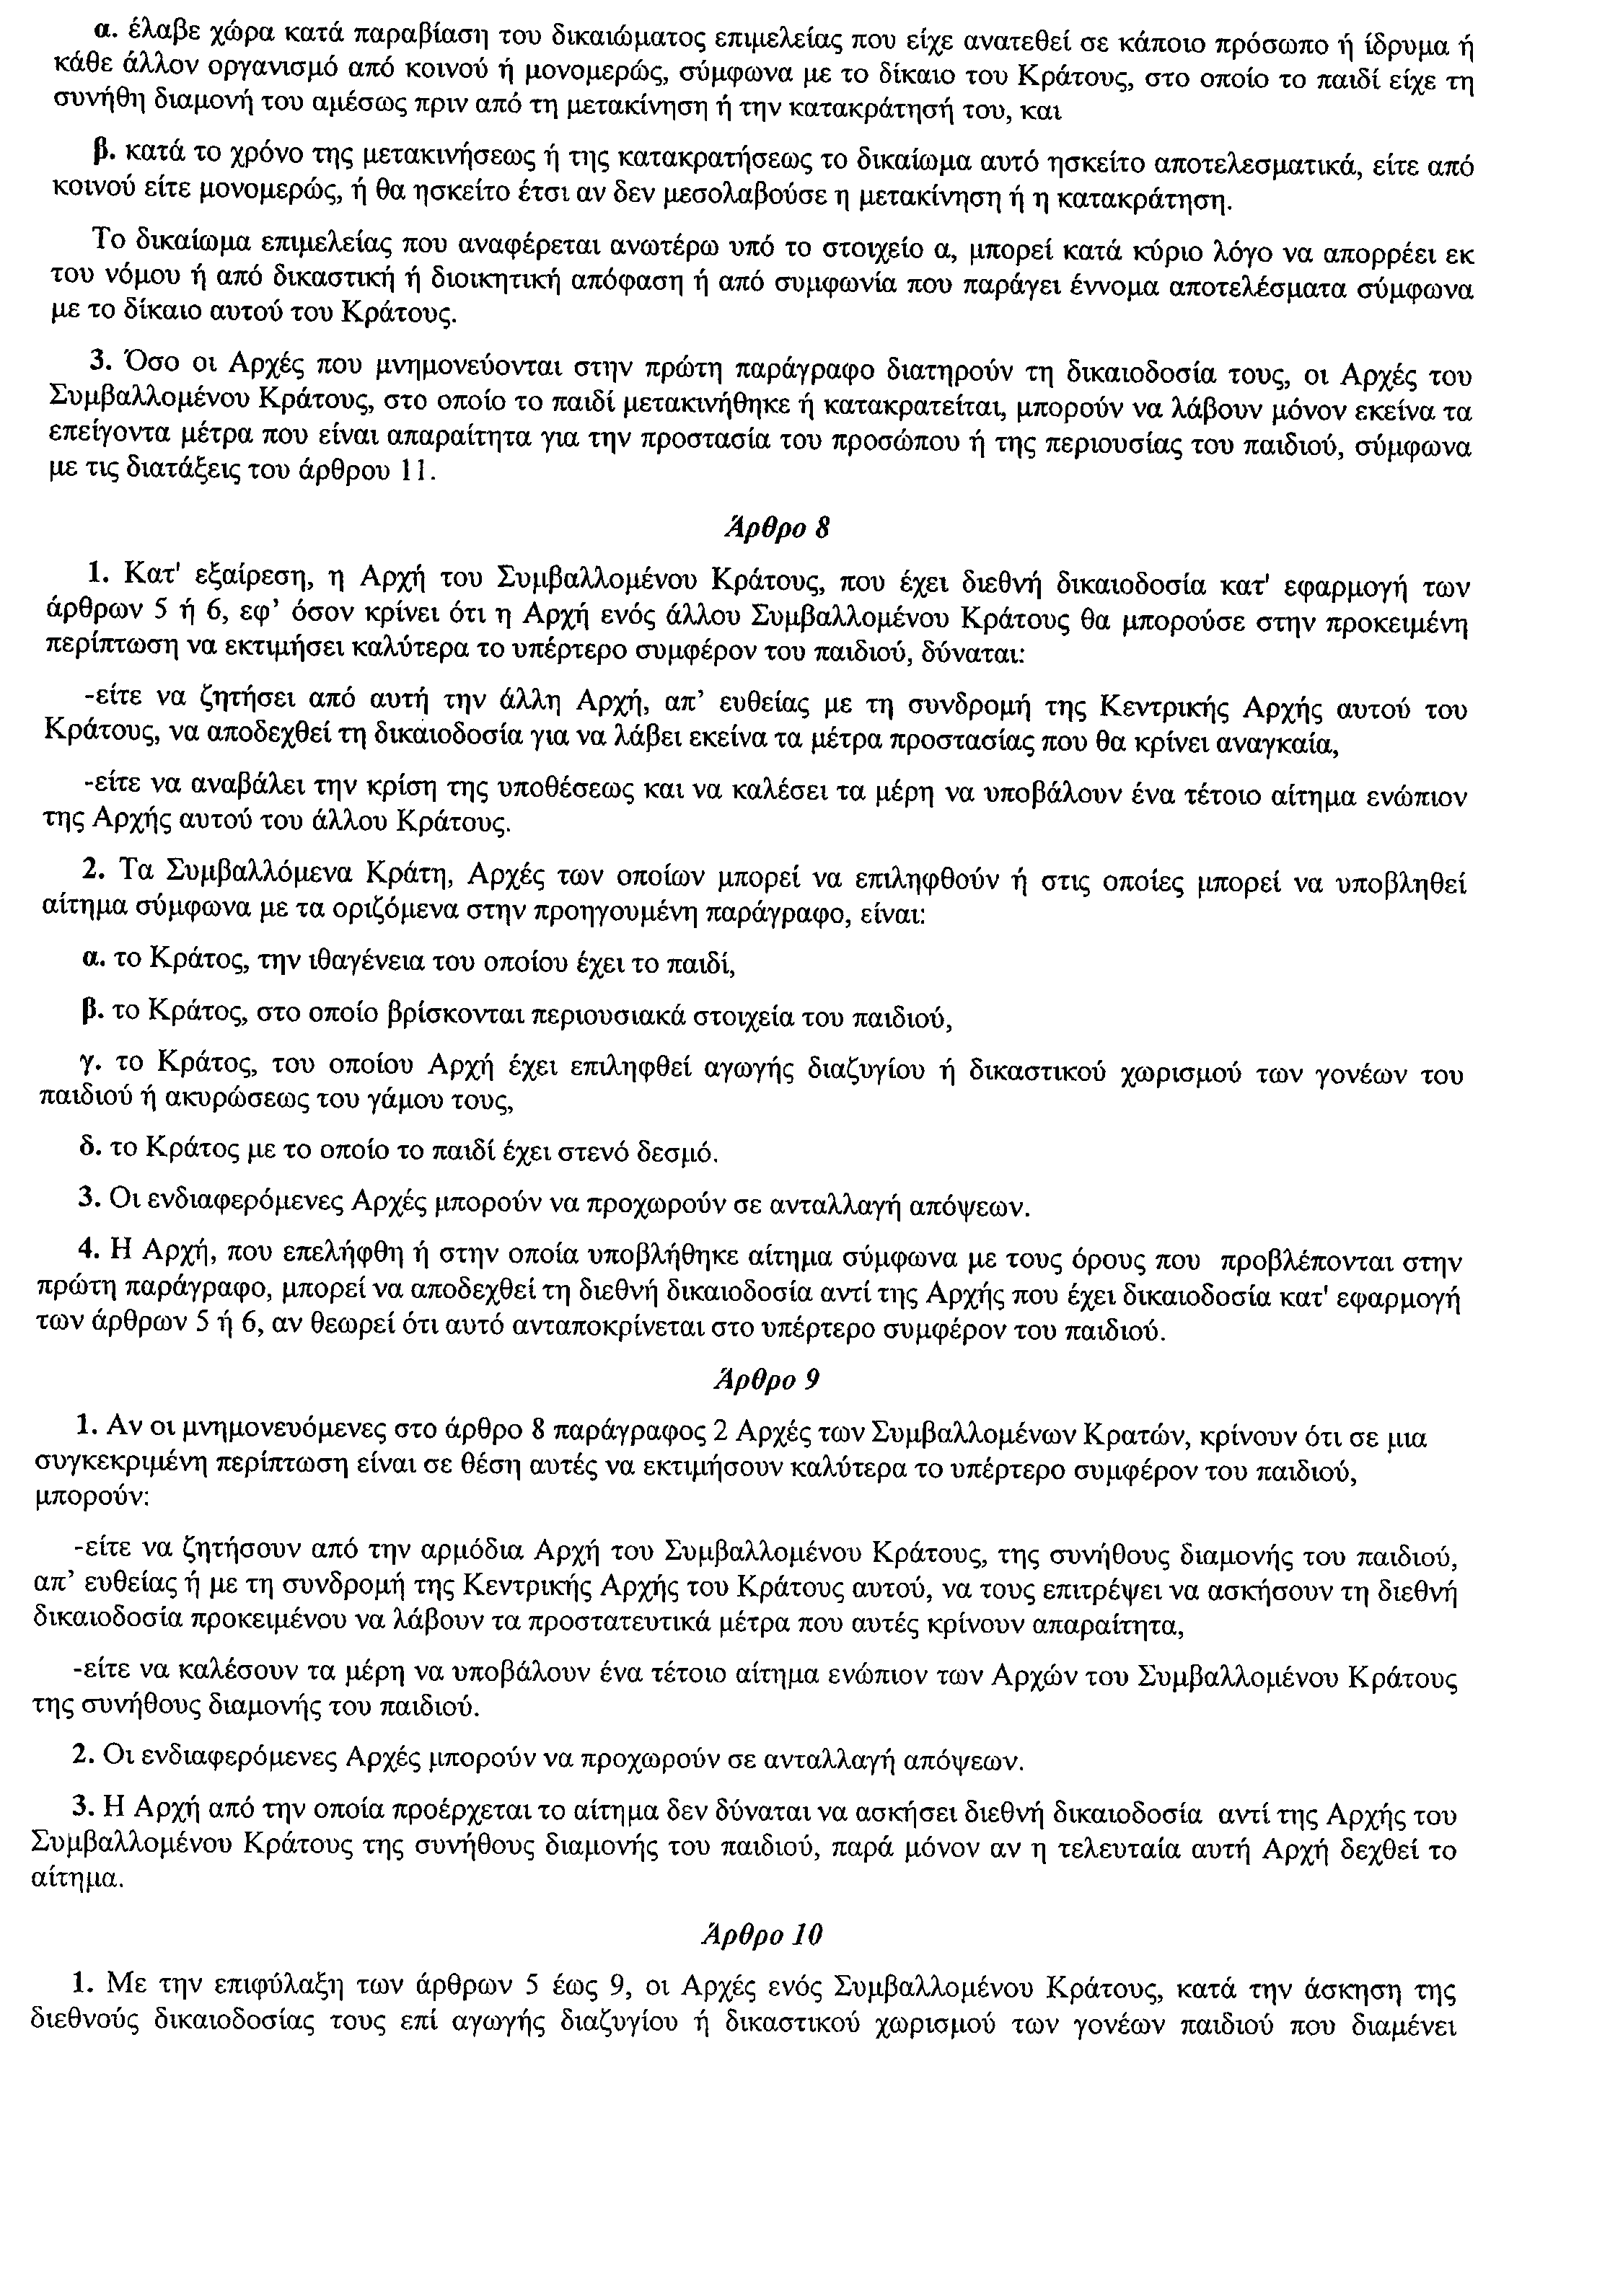 α. έλαβε χώρα κατά παραβίαση του δικαιώματος επιμελείας που είχε ανατεθεί σε κάποιο πρόσωπο ή ίδρυμα ή
κάθε άλλον οργανισμό από κοινού ή μονομερώς, σύμφωνα με το δίκαιο του Κράτους, στο οποίο το παιδί είχε τη
συνήθη διαμονή του αμέσως πριν από τη μετακίνηση ή την κατακράτησή του, και
β. κατά το χρόνο της μετακινήσεως ή της κατακρατήσεως το δικαίωμα αυτό ησκείτο αποτελεσματικά, είτε από
κοινού είτε μονομερώς, ή θα ησκείτο έτσι αν δεν μεσολαβούσε η μετακίνηση ή η κατακράτηση.
Το δικαίωμα επιμελείας που αναφέρεται ανωτέρω υπό το στοιχείο α, μπορεί κατά κύριο λόγο να απορρέει εκ
του νόμου ή από δικαστική ή διοικητική απόφαση ή από συμφωνία που παράγει έννομα αποτελέσματα σύμφωνα
με το δίκαιο αυτού του Κράτους.
3. Όσο οι Αρχές που μνημονεύονται στην πρώτη παράγραφο διατηρούν τη δικαιοδοσία τους, οι Αρχές του
Συμβαλλομένου Κράτους, στο οποίο το παιδί μετακινήθηκε ή κατακρατείται, μπορούν να λάβουν μόνον εκείνα τα
επείγοντα μέτρα που είναι απαραίτητα για την προστασία του προσώπου ή της περιουσίας του παιδιού, σύμφωνα
με τις διατάξεις του άρθρου 11.
Άρθρο 8
1. Κατ' εξαίρεση, η Αρχή του Συμβαλλομένου Κράτους, που έχει διεθνή δικαιοδοσία κατ' εφαρμογή των
άρθρων 5 ή 6, εφ’ όσον κρίνει ότι η Αρχή ενός άλλου Συμβαλλομένου Κράτους θα μπορούσε στην προκειμένη
περίπτωση να εκτιμήσει καλύτερα το υπέρτερο συμφέρον του παιδιού, δύναται:
-είτε να ζητήσει από αυτή την άλλη Αρχή, απ’ ευθείας με τη συνδρομή της Κεντρικής Αρχής αυτού του
Κράτους, να αποδεχθεί τη δικαιοδοσία για να λάβει εκείνα τα μέτρα προστασίας που θα κρίνει αναγκαία,
-είτε να αναβάλει την κρίση της υποθέσεως και να καλέσει τα μέρη να υποβάλουν ένα τέτοιο αίτημα ενώπιον
της Αρχής αυτού του άλλου Κράτους.
2. Τα Συμβαλλόμενα Κράτη, Αρχές των οποίων μπορεί να επιληφθούν ή στις οποίες μπορεί να υποβληθεί
αίτημα σύμφωνα με τα οριζόμενα στην προηγουμένη παράγραφο, είναι:
α. το Κράτος, την ιθαγένεια του οποίου έχει το παιδί,
β. το Κράτος, στο οποίο βρίσκονται περιουσιακά στοιχεία του παιδιού,
γ. το Κράτος, του οποίου Αρχή έχει επιληφθεί αγωγής διαζυγίου ή δικαστικού χωρισμού των γονέων του
παιδιού ή ακυρώσεως του γάμου τους,
δ. το Κράτος με το οποίο το παιδί έχει στενό δεσμό.
3. Οι ενδιαφερόμενες Αρχές μπορούν να προχωρούν σε ανταλλαγή απόψεων.
4. Η Αρχή, που επελήφθη ή στην οποία υποβλήθηκε αίτημα σύμφωνα με τους όρους που προβλέπονται στην
πρώτη παράγραφο, μπορεί να αποδεχθεί τη διεθνή δικαιοδοσία αντί της Αρχής που έχει δικαιοδοσία κατ' εφαρμογή
των άρθρων 5 ή 6, αν θεωρεί ότι αυτό ανταποκρίνεται στο υπέρτερο συμφέρον του παιδιού.
Άρθρο 9
1. Αν οι μνημονευόμενες στο άρθρο 8 παράγραφος 2 Αρχές των Συμβαλλομένων Κρατών, κρίνουν ότι σε μια
συγκεκριμένη περίπτωση είναι σε θέση αυτές να εκτιμήσουν καλύτερα το υπέρτερο συμφέρον του παιδιού,
μπορούν:
-είτε να ζητήσουν από την αρμόδια Αρχή του Συμβαλλομένου Κράτους, της συνήθους διαμονής του παιδιού,
απ’ ευθείας ή με τη συνδρομή της Κεντρικής Αρχής του Κράτους αυτού, να τους επιτρέψει να ασκήσουν τη διεθνή
δικαιοδοσία προκειμένου να λάβουν τα προστατευτικά μέτρα που αυτές κρίνουν απαραίτητα,
-είτε να καλέσουν τα μέρη να υποβάλουν ένα τέτοιο αίτημα ενώπιον των Αρχών του Συμβαλλομένου Κράτους
της συνήθους διαμονής του παιδιού.
2. Οι ενδιαφερόμενες Αρχές μπορούν να προχωρούν σε ανταλλαγή απόψεων.
3. Η Αρχή από την οποία προέρχεται το αίτημα δεν δύναται να ασκήσει διεθνή δικαιοδοσία αντί της Αρχής του
Συμβαλλομένου Κράτους της συνήθους διαμονής του παιδιού, παρά μόνον αν η τελευταία αυτή Αρχή δεχθεί το
αίτημα.
Άρθρο 10
1. Με την επιφύλαξη των άρθρων 5 έως 9, οι Αρχές ενός Συμβαλλομένου Κράτους, κατά την άσκηση της
διεθνούς δικαιοδοσίας τους επί αγωγής διαζυγίου ή δικαστικού χωρισμού των γονέων παιδιού που διαμένει